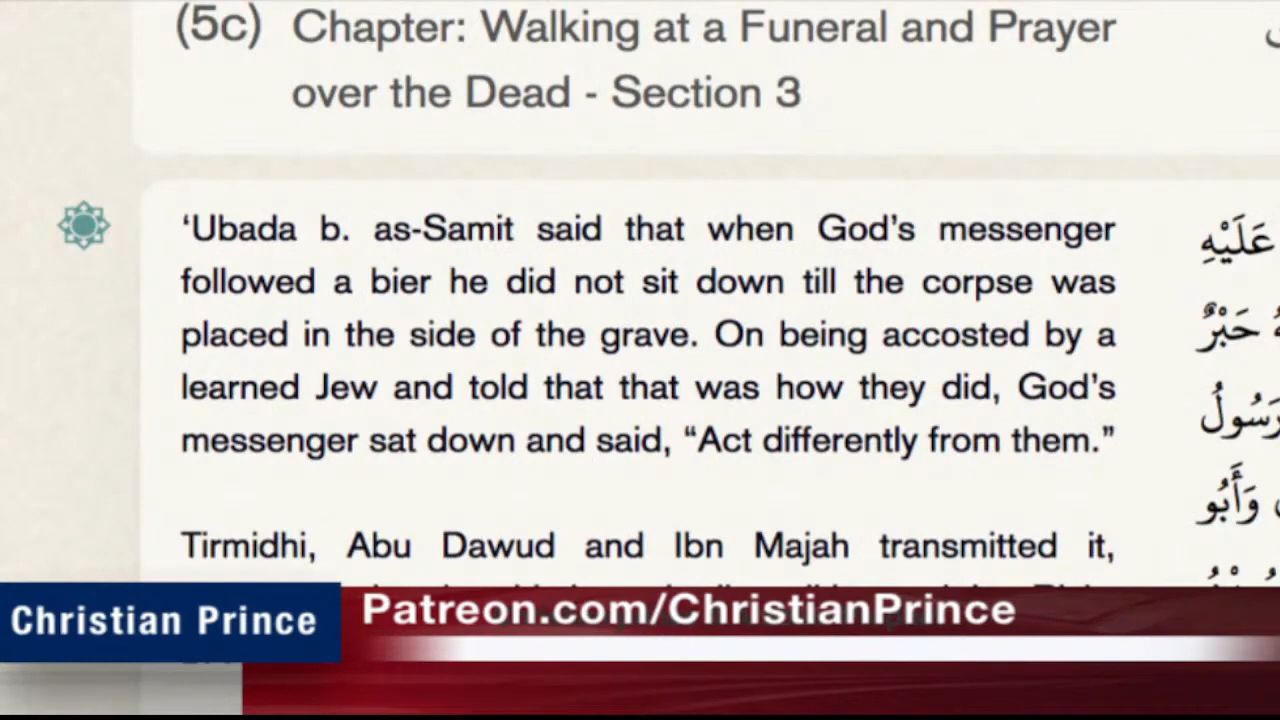 (5c) Chapter: Walking at a Funeral and Prayer
over the Dead - Section 3
‘Ubada b. as-Samit said that when God’s messenger
followed a bier he did not sit down till the corpse was
placed in the side of the grave. On being accosted by a
learned Jew and told that that was how they did, God’s
messenger sat down and said, “Act differently from them.”
Tirmidhi, Abu Dawud and Ibn Majah transmitted it,
عَلَيْهِ
حَبْرٌ
رَسُولُ
وَأَبُو
Christian Prince
Patreon.com/ChristianPrince